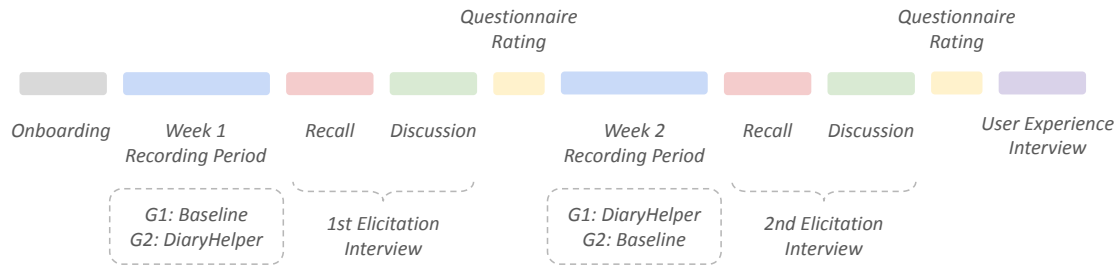 Questionnaire
Rating
Questionnaire
Rating
Onboarding
Week 1
Recording Period
Recall
Discussion
Week 2
Recording Period
Recall
Discussion
User Experience
Interview
G1: Baseline
G2: DiaryHelper
1st Elicitation
Interview
G1: DiaryHelper
G2: Baseline
2nd Elicitation
Interview